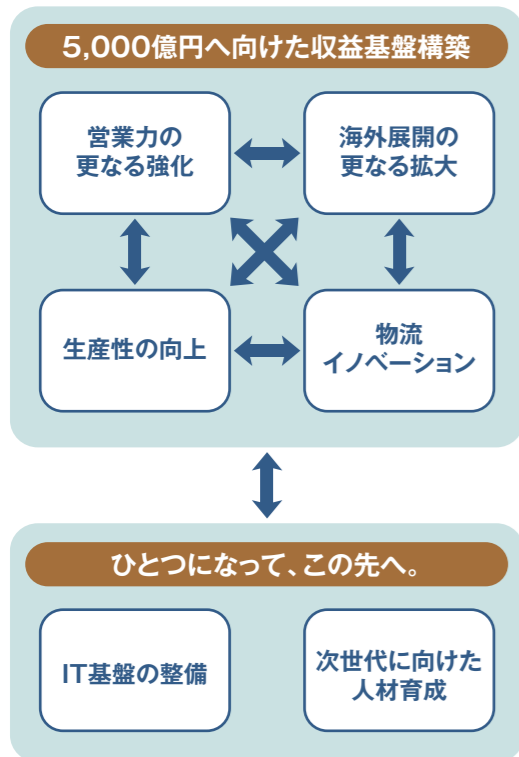 5,000億円へ向けた収益基盤構築
営業力の
更なる強化
海外展開の
更なる拡大
生産性の向上
物流
イノベーション
ひとつになって、この先へ。
IT基盤の整備
次世代に向けた
人材育成